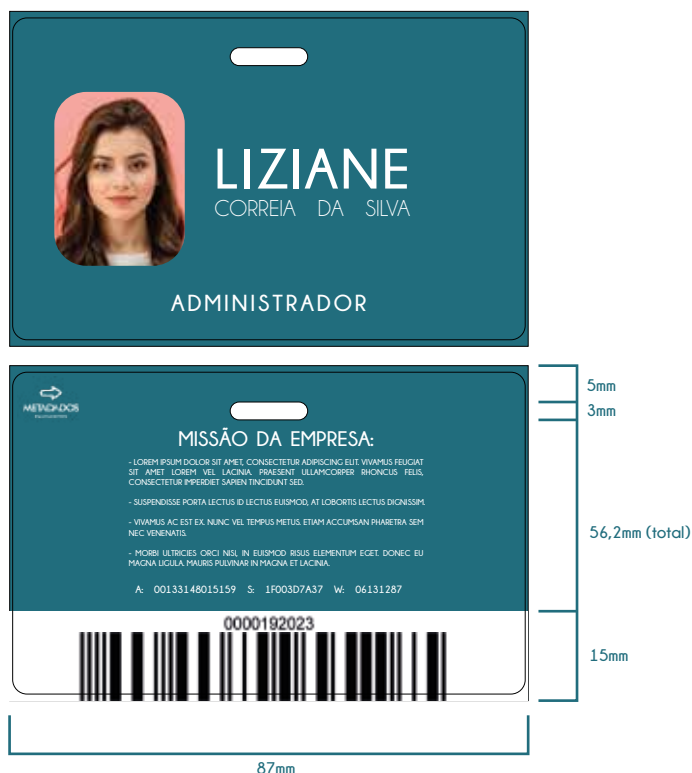 LIZIANE
CORREIA DA SILVA
ADMINISTRADOR
METADADOS
MISSÃO DA EMPRESA:
- LOREM IPSUM DOLOR SIT AMET, CONSECTETUR ADIPISCING ELIT. VIVAMUS FEUGIAT
SIT AMET LOREM VEL LACINIA. PRAESENT ULLAMCORPER RHONCUS FELIS,
CONSECTETUR IMPERDIET SAPIEN TINCIDUNT SED.
- SUSPENDISSE PORTA LECTUS ID LECTUS EUISMOD, AT LOBORTIS LECTUS DIGNISSIM.
- VIVAMUS AC EST EX. NUNC VEL TEMPUS METUS. ETIAM ACCUMSAN PHARETRA SEM
NEC VENENATIS.
- MORBI ULTRICIES ORCI NISI, IN EUISMOD RISUS ELEMENTUM EGET. DONEC EU
MAGNA LIGULA. MAURIS PULVINAR IN MAGNA ET LACINIA.
A: 00133148015159 S: 1F003D7A37 W: 06131287
0000192023
5mm
3mm
56,2mm (total)
15mm
87mm